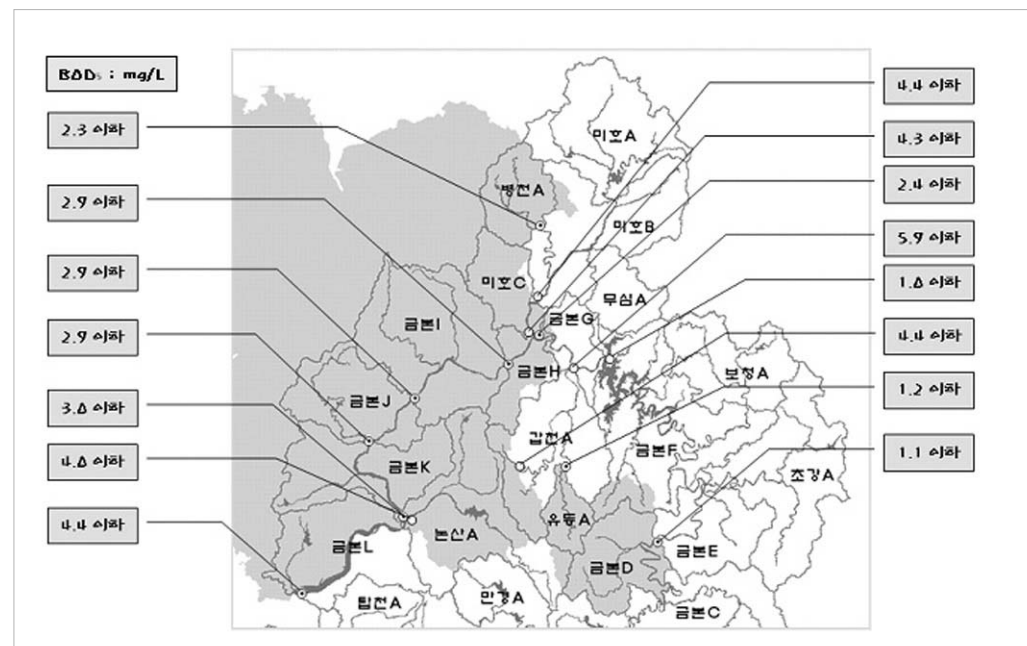 BOD₅ : mg/L
2.3 이하
2.9 이하
2.9 이하
2.9 이하
3.0 이하
4.0 이하
4.4 이하
미호A
병천A
미호B
미호C
무심A
금본G
금본I
금본H
보청A
금본J
갑천A
금본F
금본K
초강A
유등A
논산A
금본L
금본E
금본D
탑천A
만경A
금본C
4.4 이하
4.3 이하
2.4 이하
5.9 이하
1.0 이하
4.4 이하
1.2 이하
1.1 이하